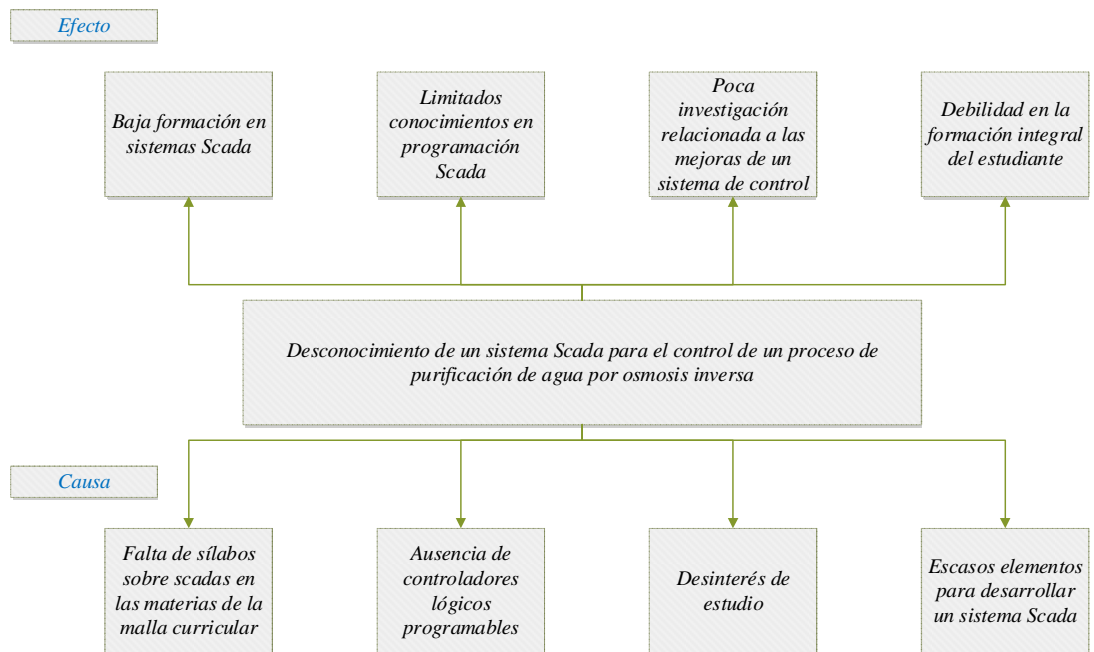 Efecto
Baja formación en
sistemas Scada
Limitados
conocimientos en
programación
Scada
Poca
investigación
relacionada a las
mejoras de un
sistema de control
Debilidad en la
formación integral
del estudiante
Desconocimiento de un sistema Scada para el control de un proceso de
purificación de agua por osmosis inversa
Causa
Falta de sílabos
sobre scadas en
las materias de la
malla curricular
Ausencia de
controladores
lógicos
programables
Desinterés de
estudio
Escasos elementos
para desarrollar
un sistema Scada